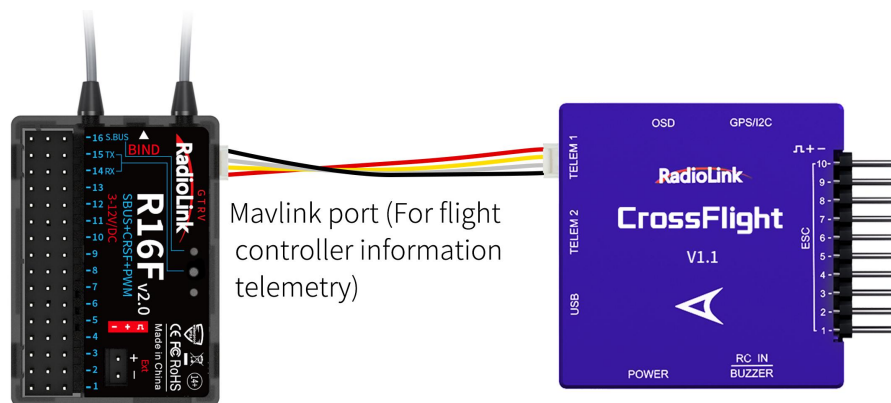 16 S.BUS
BIND
15 TX
14 RX
13
12
11
10
9
8
7
6
5
4
3
2
1
RadioLink
GTRV
R16F v2.0
SBUS+CRSF+PWM
3-12V/DC
- + ⎍
Ext
+ −
CE FC RoHS
Made in China
14+
Mavlink port (For flight
controller information
telemetry)
OSD
GPS/I2C
TELEM 1
TELEM 2
USB
RadioLink
CrossFlight
V1.1
POWER
RC IN
BUZZER
⎍ + −
ESC
10
9
8
7
6
5
4
3
2
1